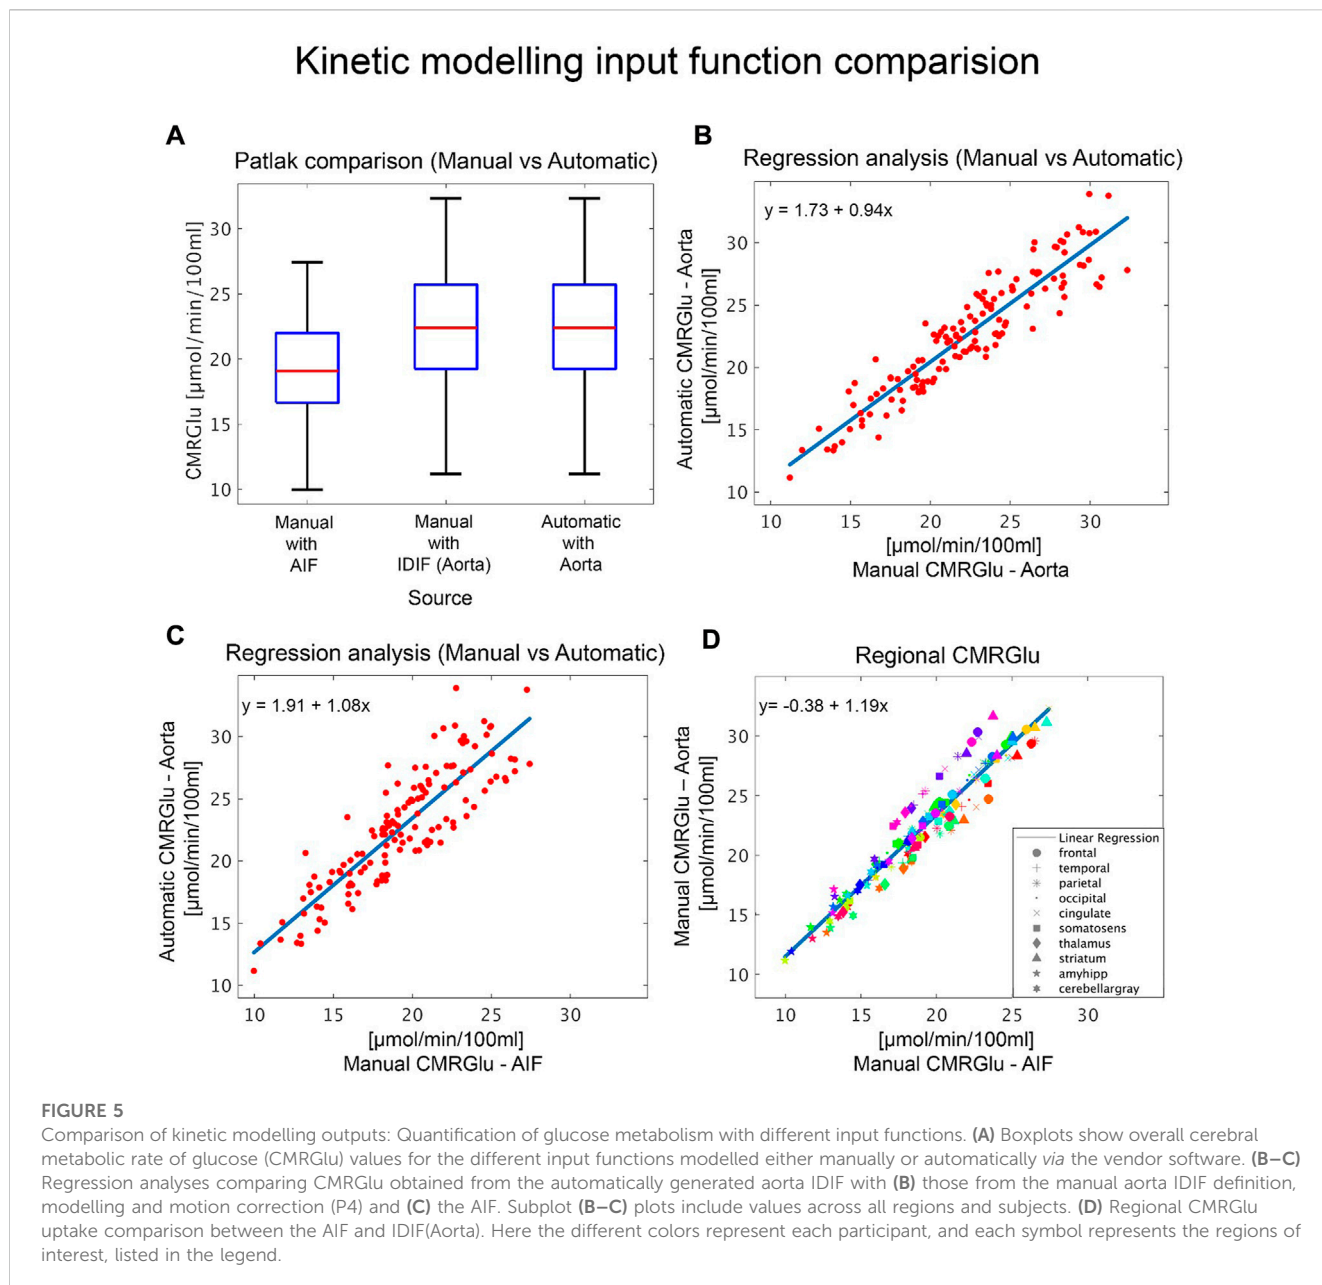 Kinetic modelling input function comparision
A
Patlak comparison (Manual vs Automatic)
CMRGlu [µmol/min/100ml]
30
25
20
15
10
Manual
with
AIF
Manual
with
IDIF (Aorta)
Automatic
with
Aorta
Source
B
Regression analysis (Manual vs Automatic)
y = 1.73 + 0.94x
Automatic CMRGlu - Aorta
[µmol/min/100ml]
30
25
20
15
10
10 15 20 25 30
[µmol/min/100ml]
Manual CMRGlu - Aorta
C
Regression analysis (Manual vs Automatic)
y = 1.91 + 1.08x
Automatic CMRGlu - Aorta
[µmol/min/100ml]
30
25
20
15
10
10 15 20 25 30
[µmol/min/100ml]
Manual CMRGlu - AIF
D
Regional CMRGlu
y= -0.38 + 1.19x
Manual CMRGlu – Aorta
[µmol/min/100ml]
30
25
20
15
10
Linear Regression
frontal
temporal
parietal
occipital
cingulate
somatosens
thalamus
striatum
amyhipp
cerebellargray
10 15 20 25 30
[µmol/min/100ml]
Manual CMRGlu - AIF
FIGURE 5
Comparison of kinetic modelling outputs: Quantification of glucose metabolism with different input functions. (A) Boxplots show overall cerebral
metabolic rate of glucose (CMRGlu) values for the different input functions modelled either manually or automatically via the vendor software. (B–C)
Regression analyses comparing CMRGlu obtained from the automatically generated aorta IDIF with (B) those from the manual aorta IDIF definition,
modelling and motion correction (P4) and (C) the AIF. Subplot (B–C) plots include values across all regions and subjects. (D) Regional CMRGlu
uptake comparison between the AIF and IDIF(Aorta). Here the different colors represent each participant, and each symbol represents the regions of
interest, listed in the legend.